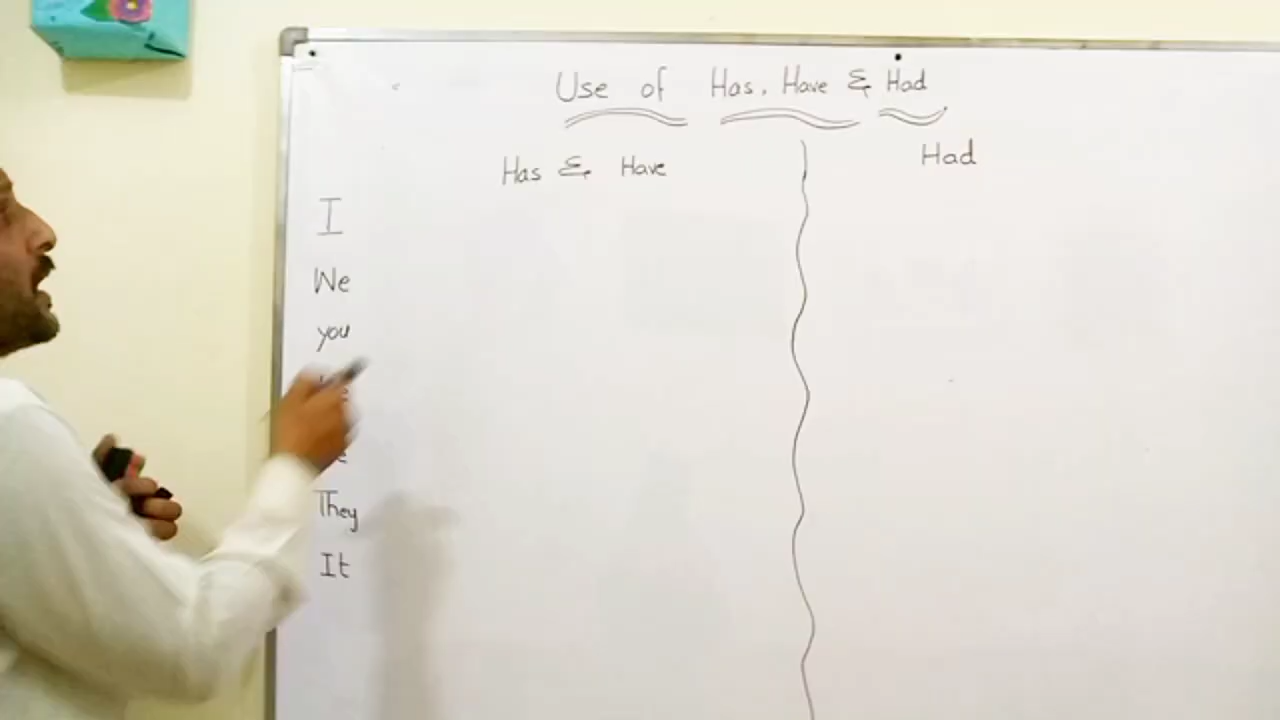 Use of Has, Have & Had
Has & Have
Had
I
We
you
They
It